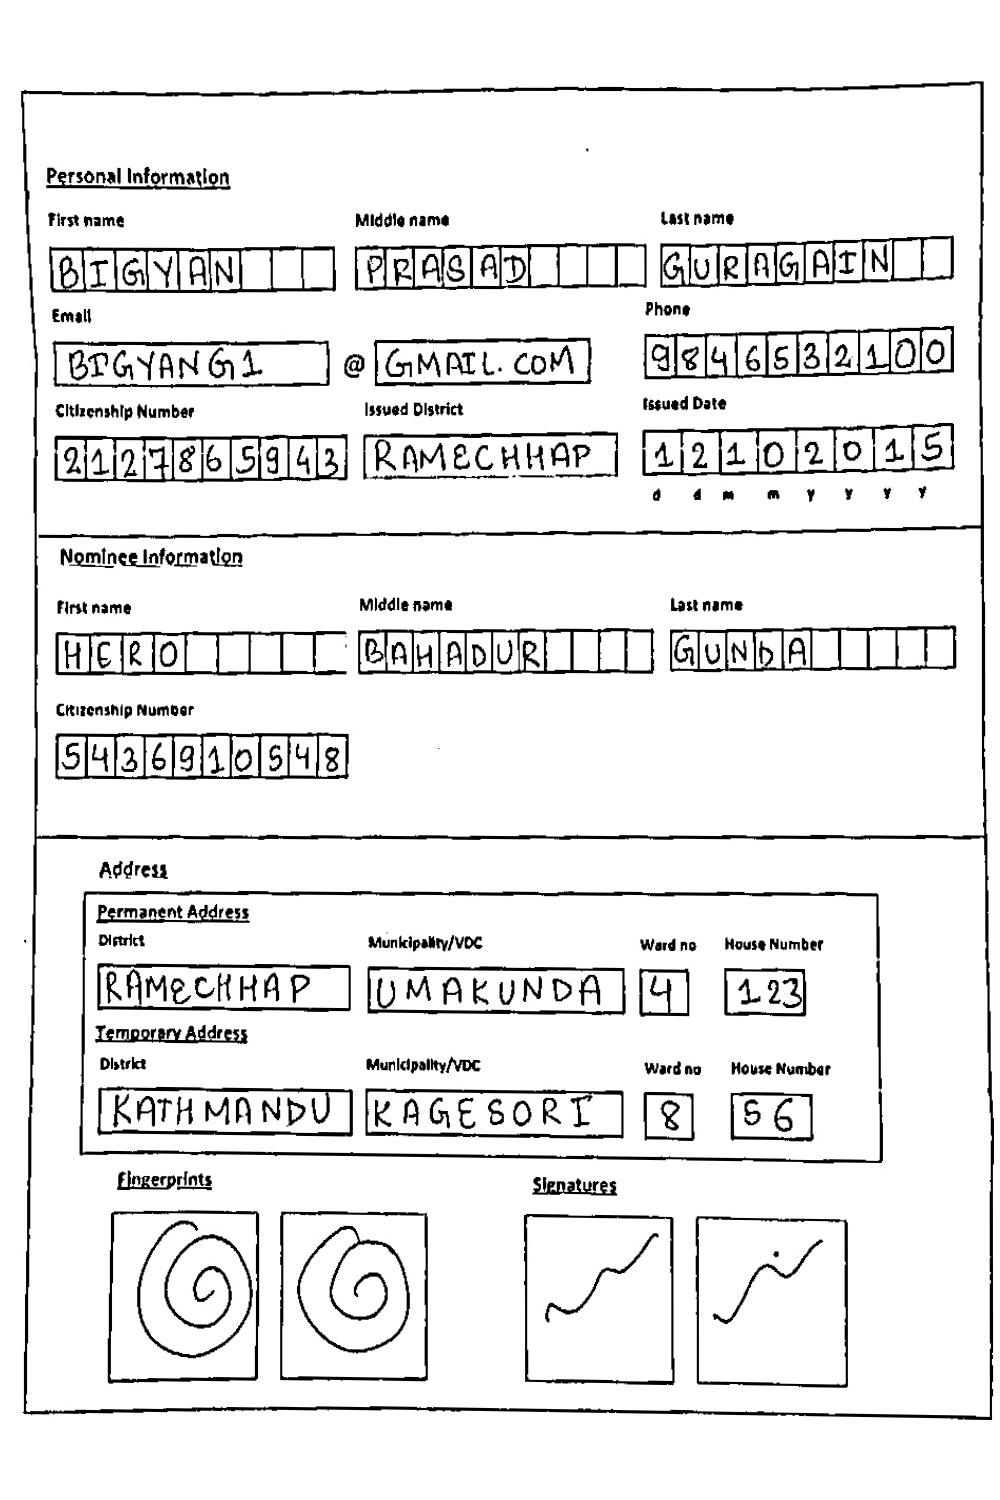 Personal Information
First name Middle name Last name
BIGYAN PRASAD GURAGAIN
Email Phone
BIGYANG1 @ GMAIL.COM 9846532100
Citizenship Number Issued District Issued Date
2127865943 RAMECHHAP 12102015
d d m m y y y y
Nominee Information
First name Middle name Last name
HERO BAHADUR GUNDA
Citizenship Number
5436910548
Address
Permanent Address
District Municipality/VDC Ward no House Number
RAMECHHAP UMAKUNDA 4 123
Temporary Address
District Municipality/VDC Ward no House Number
KATHMANDU KAGESORI 8 56
Fingerprints Signatures